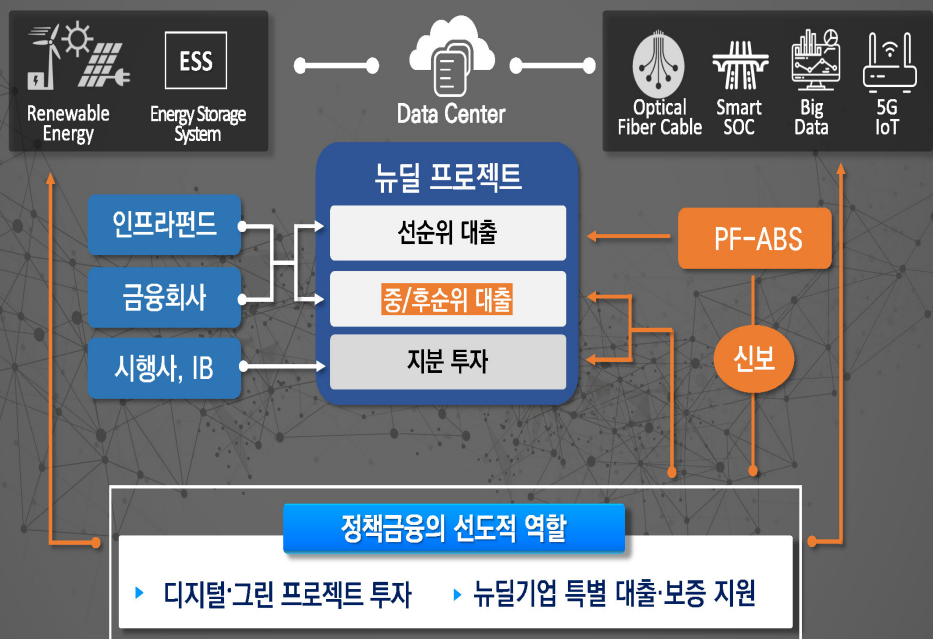 ESS
Renewable
Energy
Energy Storage
System
Data Center
Optical
Fiber Cable
Smart
SOC
Big
Data
5G
IoT
뉴딜 프로젝트
인프라펀드
선순위 대출
PF-ABS
금융회사
중/후순위 대출
시행사, IB
지분 투자
신보
정책금융의 선도적 역할
▶ 디지털·그린 프로젝트 투자
▶ 뉴딜기업 특별 대출·보증 지원